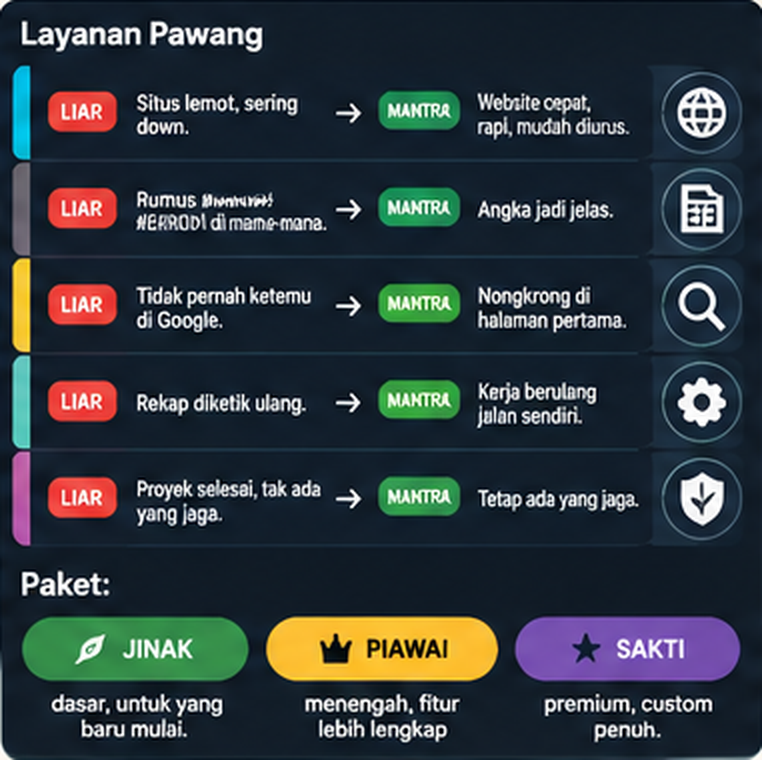 Layanan Pawang
LIAR
Situs lemot, sering
down.
→
MANTRA
Website cepat,
rapi, mudah diurus.
LIAR
Rumus
di mana-mana.
→
MANTRA
Angka jadi jelas.
LIAR
Tidak pernah ketemu
di Google.
→
MANTRA
Nongkrong di
halaman pertama.
LIAR
Rekap diketik ulang.
→
MANTRA
Kerja berulang
jalan sendiri.
LIAR
Proyek selesai, tak ada
yang jaga.
→
MANTRA
Tetap ada yang jaga.
Paket:
JINAK
dasar, untuk yang
baru mulai.
PIAWAI
menengah, fitur
lebih lengkap
SAKTI
premium, custom
penuh.